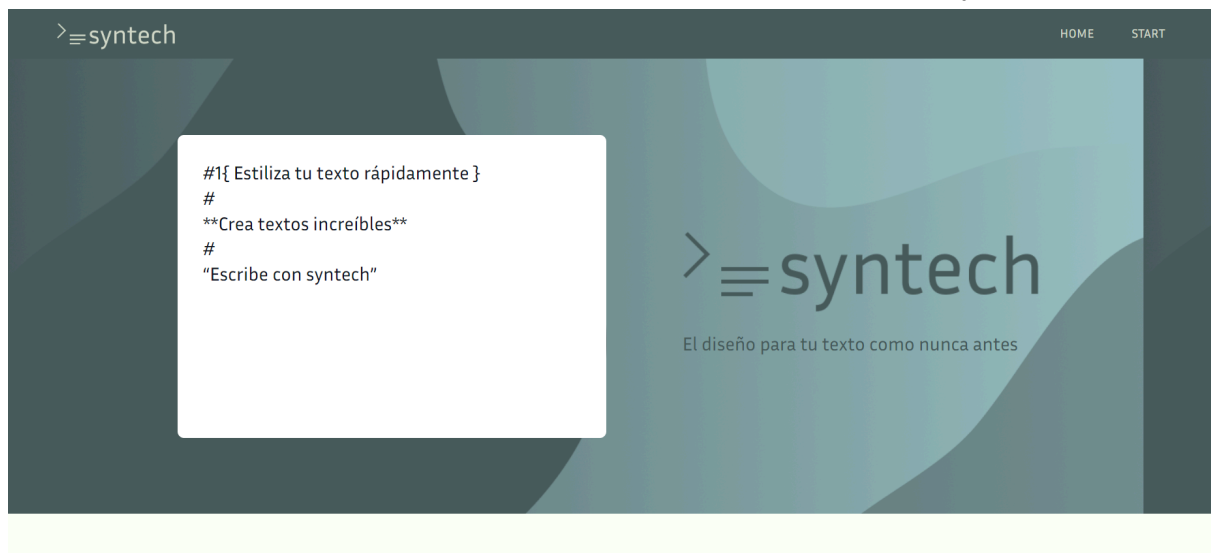 syntech
HOME
START
#1{ Estiliza tu texto rápidamente }
#
**Crea textos increíbles**
#
“Escribe con syntech”
syntech
El diseño para tu texto como nunca antes